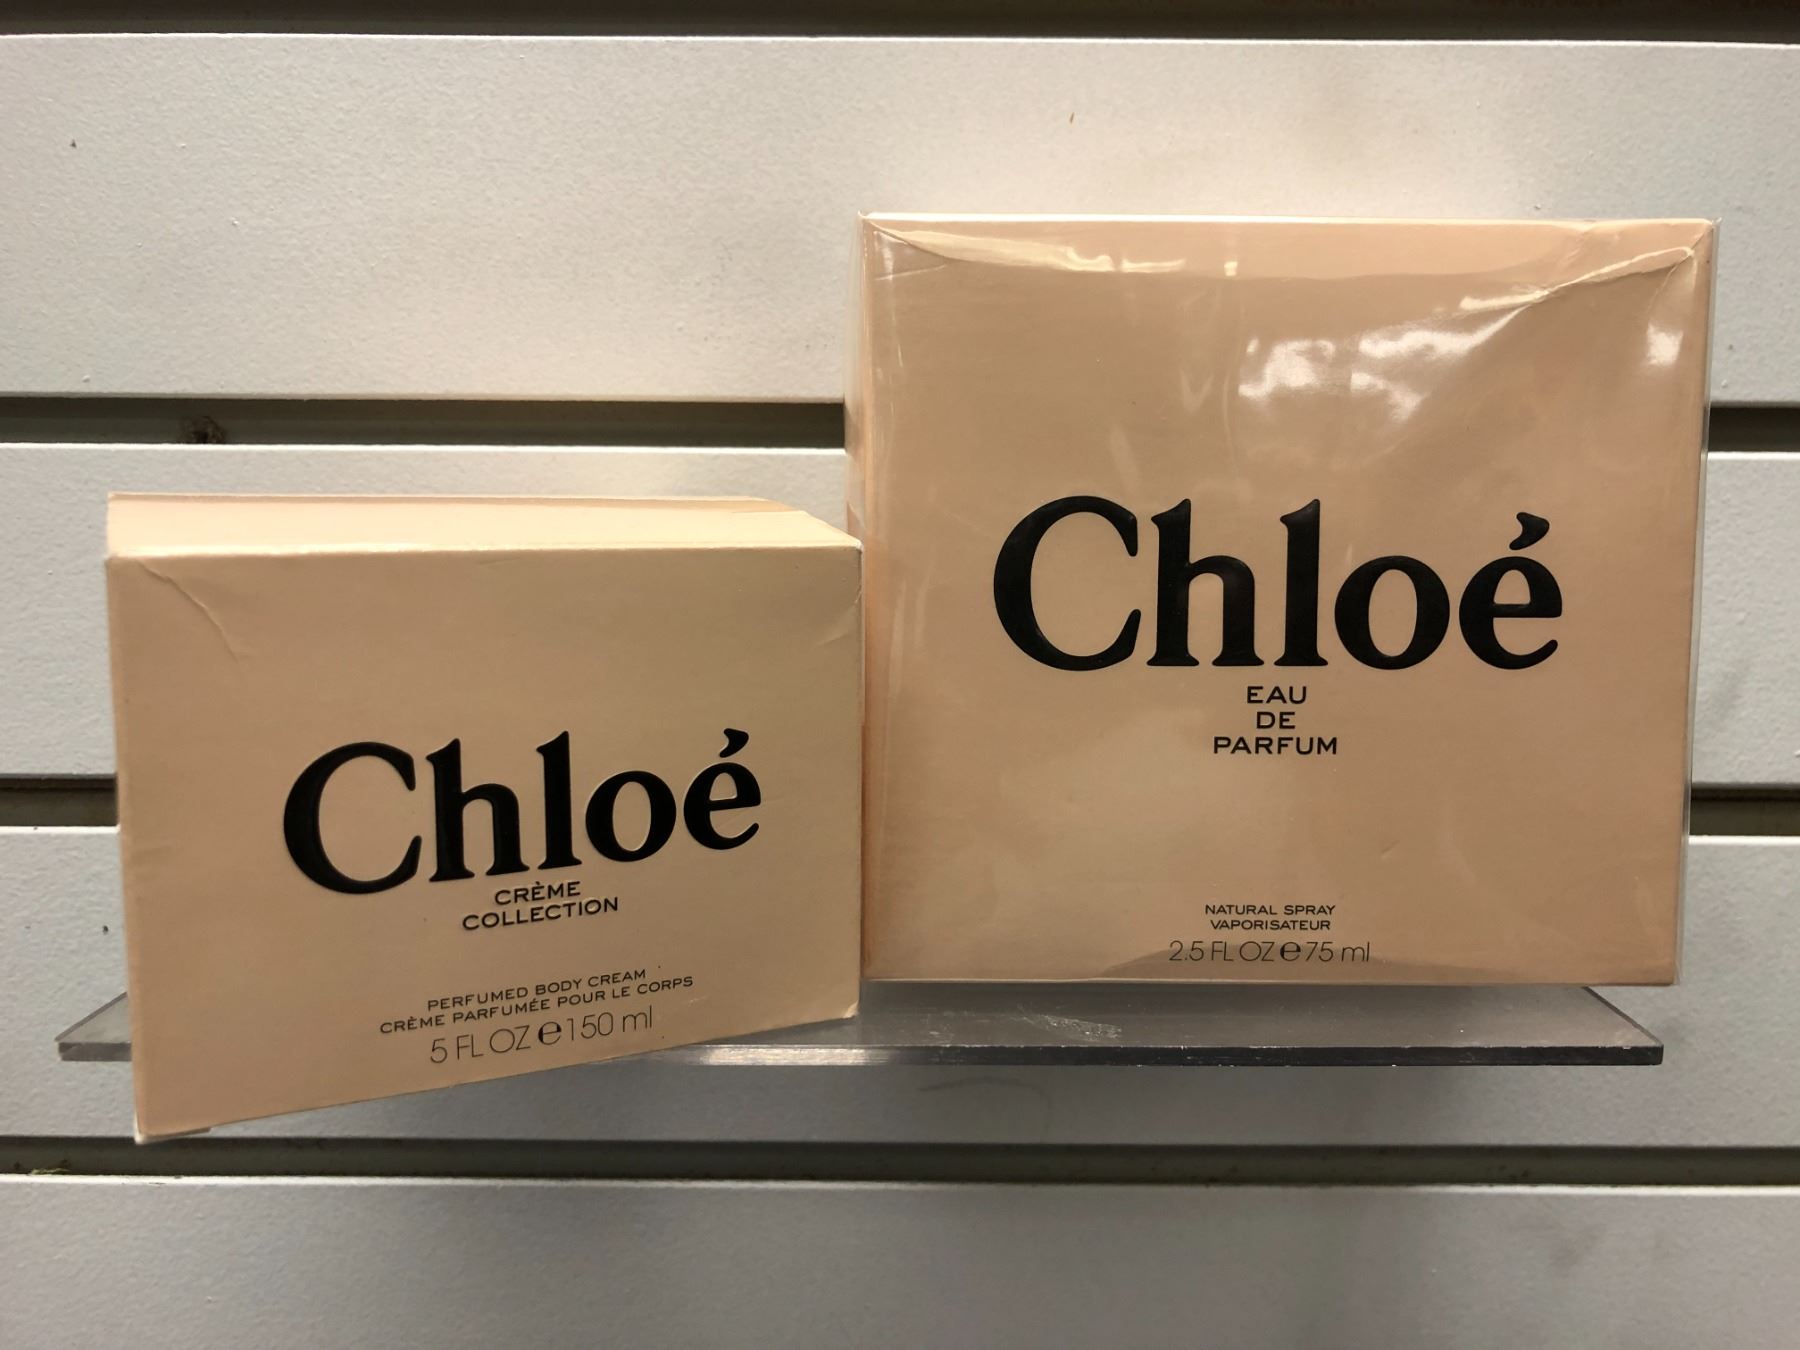 Chloé
CRÈME
COLLECTION
PERFUMED BODY CREAM
CRÈME PARFUMÉE POUR LE CORPS
5 FL OZ ℮ 150 ml
Chloé
EAU
DE
PARFUM
NATURAL SPRAY
VAPORISATEUR
2.5 FL OZ ℮ 75 ml